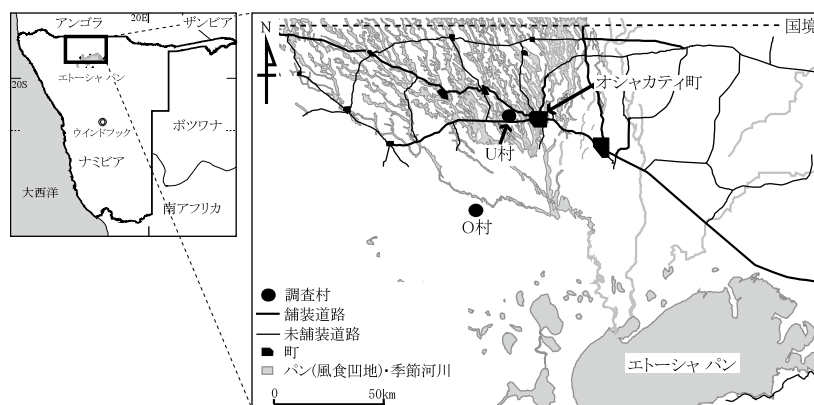 アンゴラ
20E
ザンビア
エトーシャ パン
20S
ウインドフック
ボツワナ
ナミビア
大西洋
南アフリカ
N
国境
オシャカティ町
U村
O村
調査村
舗装道路
未舗装道路
町
パン(風食凹地)・季節河川
0 50km
エトーシャ パン